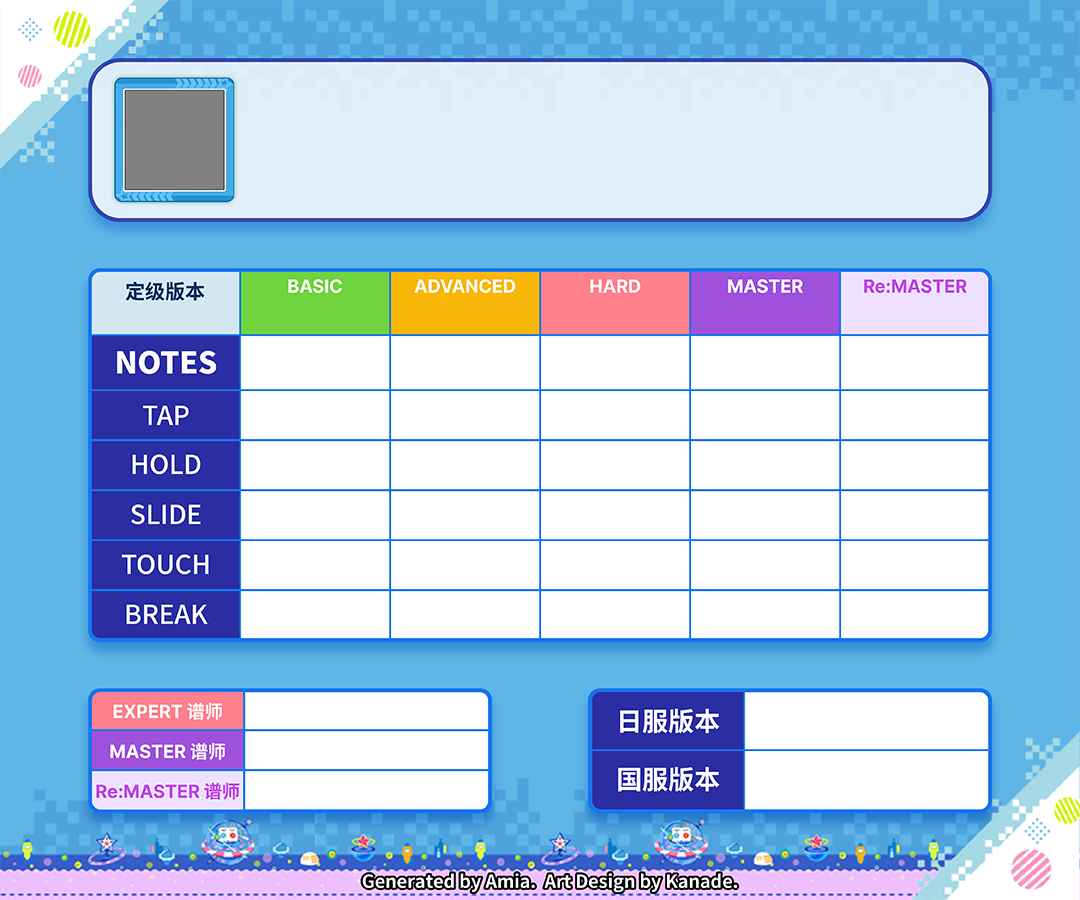 定级版本 BASIC ADVANCED HARD MASTER Re:MASTER
NOTES
TAP
HOLD
SLIDE
TOUCH
BREAK
EXPERT 谱师
MASTER 谱师
Re:MASTER 谱师
日服版本
国服版本
Generated by Amia. Art Design by Kanade.